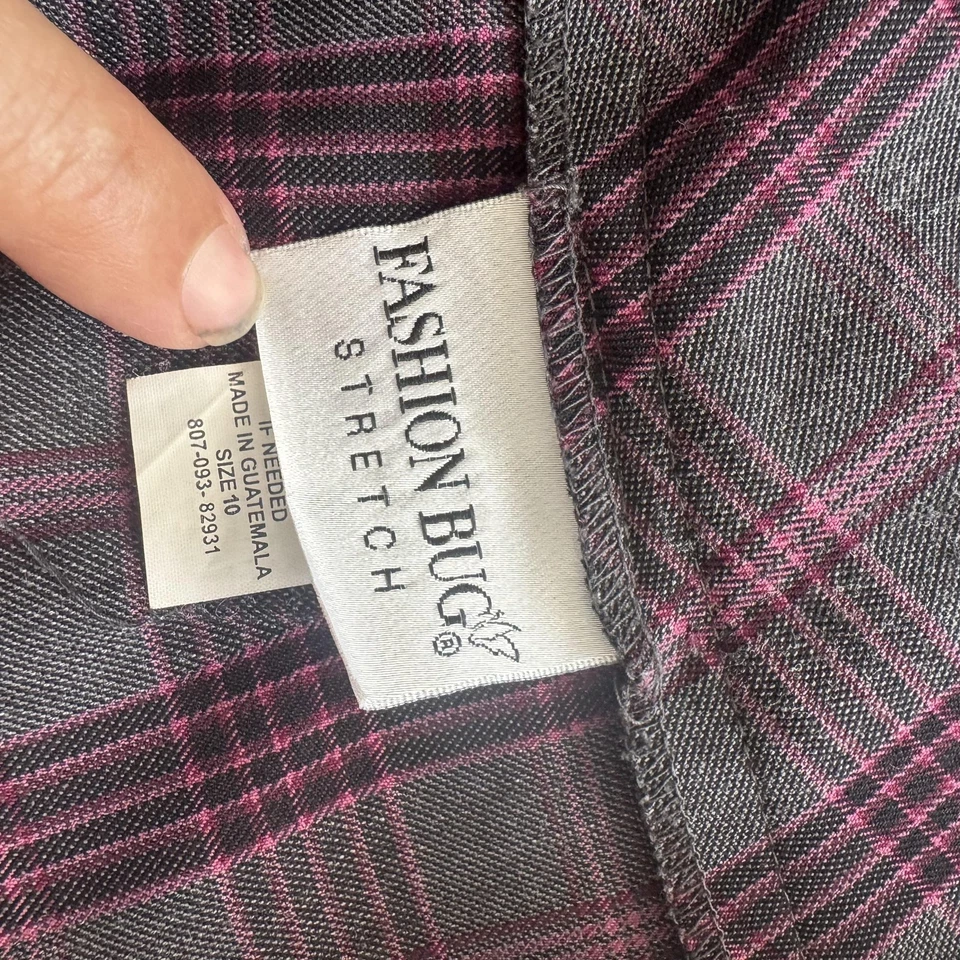 FASHION BUG®
STRETCH
IF NEEDED
MADE IN GUATEMALA
SIZE 10
807-093- 82931